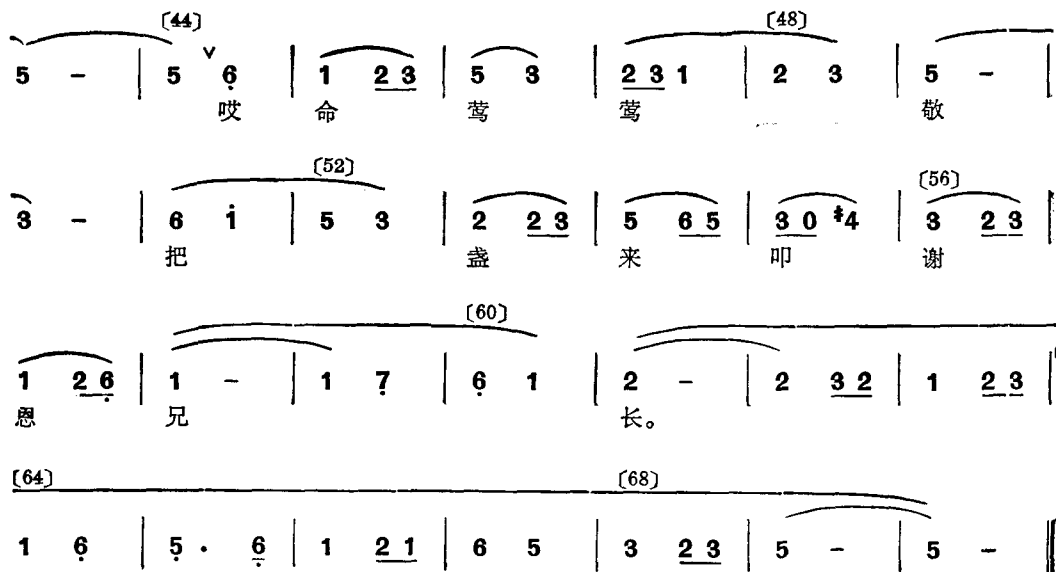 〔44〕 〔48〕
5 - | 5 ∨ 6̣ | 1 2 3 | 5 3 | 2 3 1 | 2 3 | 5 - |
哎 命 莺 莺 敬
〔52〕 〔56〕
3 - | 6 i̇ | 5 3 | 2 2 3 | 5 6 5 | 3 0 #4 | 3 2 3 |
把 盏 来 叩 谢
〔60〕
1 2 6̣ | 1 - | 1 7̣ | 6̣ 1 | 2 - | 2 3 2 | 1 2 3 |
恩 兄 长。
〔64〕 〔68〕
1 6̣ | 5̣ · 6̣ | 1 2 1 | 6 5 | 3 2 3 | 5 - | 5 - ‖